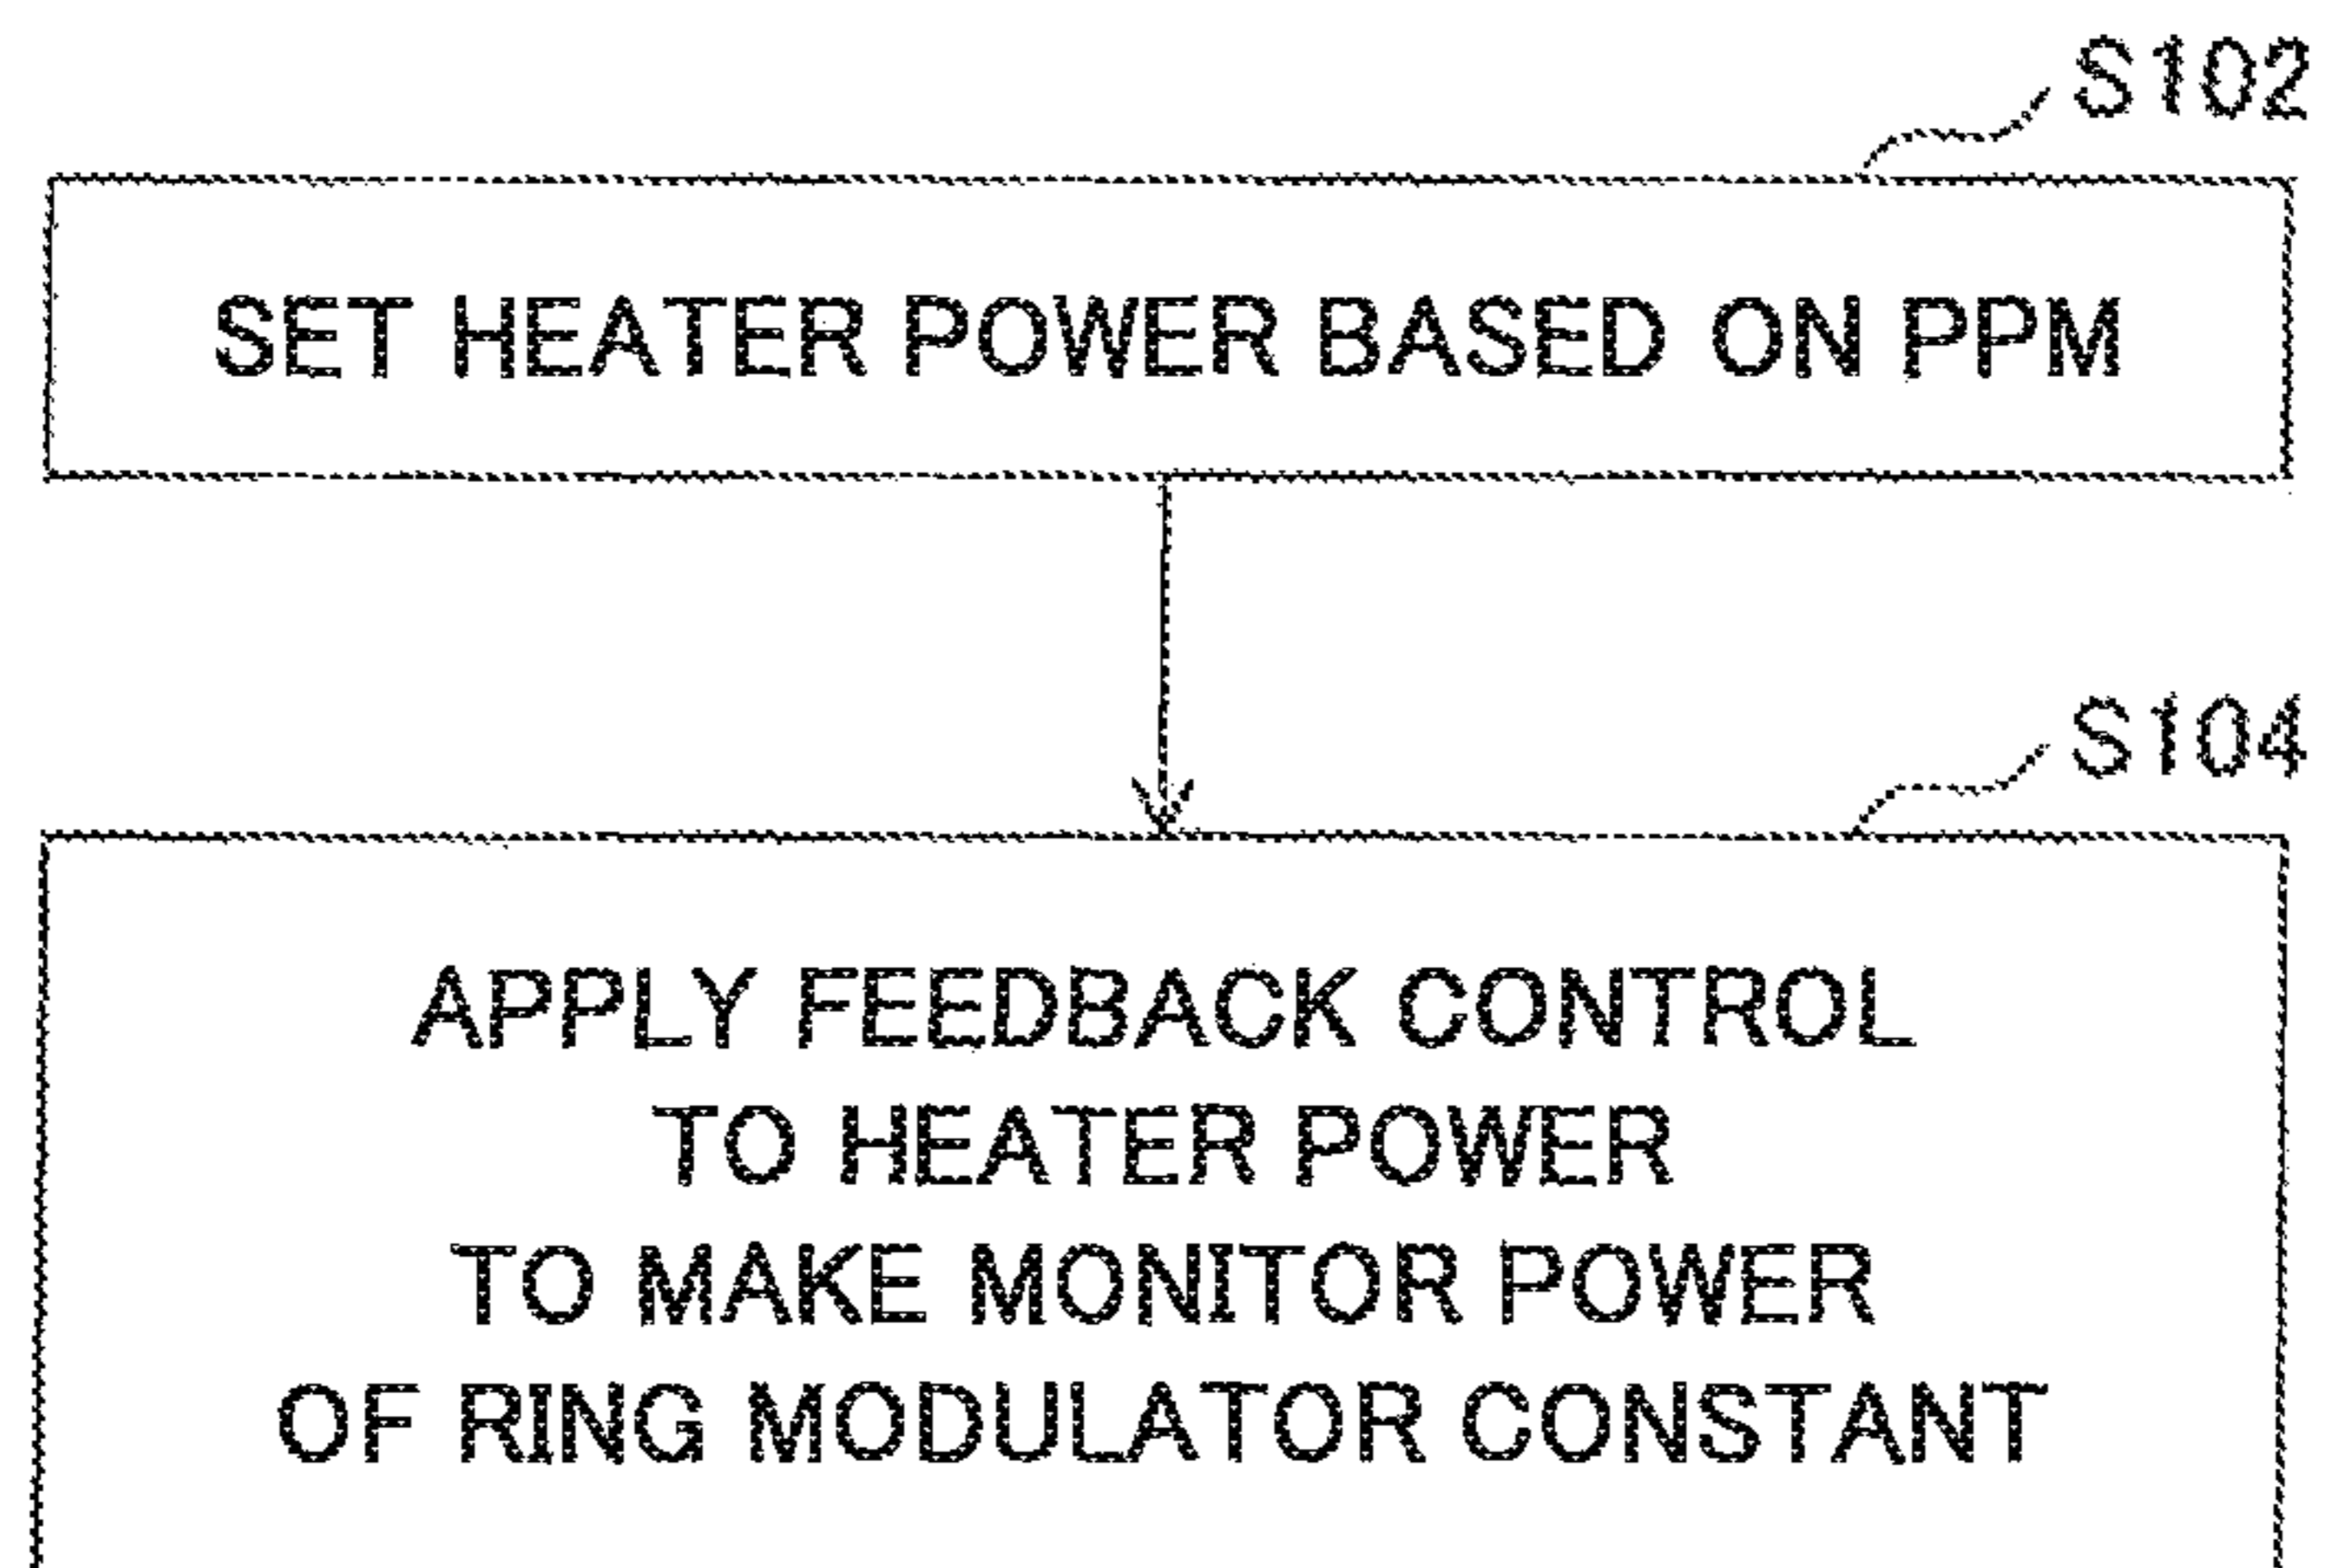 S102
SET HEATER POWER BASED ON PPM
S104
APPLY FEEDBACK CONTROL
TO HEATER POWER
TO MAKE MONITOR POWER
OF RING MODULATOR CONSTANT